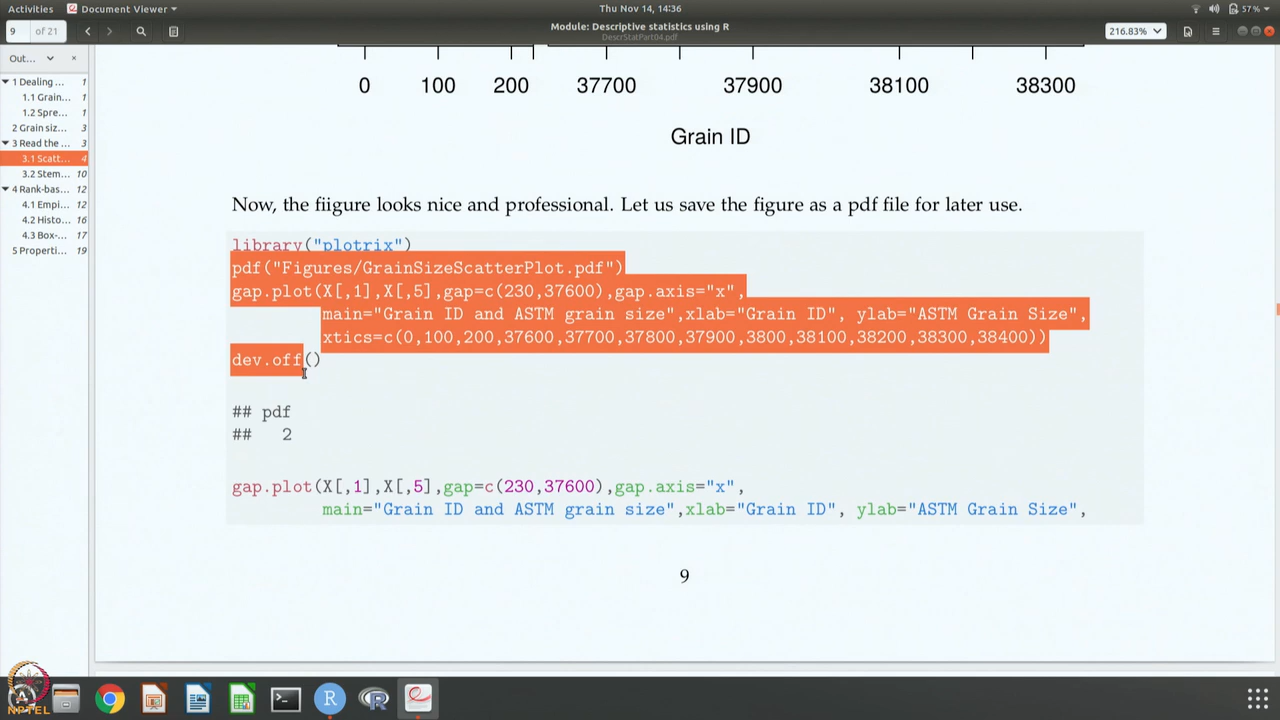 Activities
Document Viewer
Thu Nov 14, 14:36
57 %
9 of 21
Module: Descriptive statistics using R
DescrStatPart04.pdf
216.83%
Out...
1 Dealing ... 1
1.1 Grain... 1
1.2 Spre... 1
2 Grain siz... 3
3 Read the ... 3
3.1 Scatt... 4
3.2 Stem... 10
4 Rank-bas... 12
4.1 Empi... 12
4.2 Histo... 16
4.3 Box-... 17
5 Properti... 19
0 100 200 37700 37900 38100 38300
Grain ID
Now, the fiigure looks nice and professional. Let us save the figure as a pdf file for later use.
library("plotrix")
pdf("Figures/GrainSizeScatterPlot.pdf")
gap.plot(X[,1],X[,5],gap=c(230,37600),gap.axis="x",
main="Grain ID and ASTM grain size",xlab="Grain ID", ylab="ASTM Grain Size",
xtics=c(0,100,200,37600,37700,37800,37900,3800,38100,38200,38300,38400))
dev.off()
## pdf
## 2
gap.plot(X[,1],X[,5],gap=c(230,37600),gap.axis="x",
main="Grain ID and ASTM grain size",xlab="Grain ID", ylab="ASTM Grain Size",
9
NPTEL